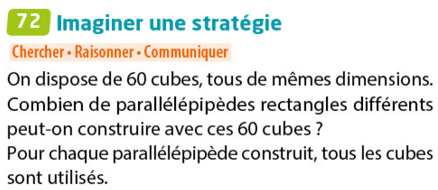 72 Imaginer une stratégie
Chercher • Raisonner • Communiquer
On dispose de 60 cubes, tous de mêmes dimensions.
Combien de parallélépipèdes rectangles différents
peut-on construire avec ces 60 cubes ?
Pour chaque parallélépipède construit, tous les cubes
sont utilisés.